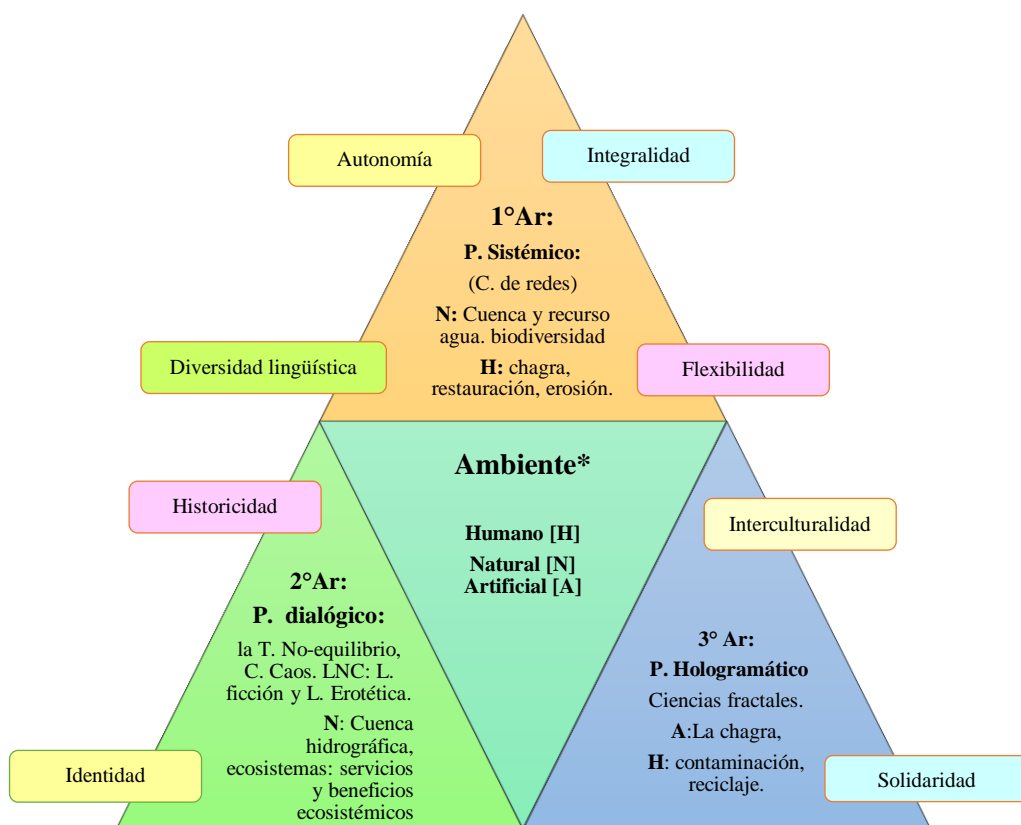 Autonomía
Integralidad
1°Ar:
P. Sistémico:
(C. de redes)
N: Cuenca y recurso
agua. biodiversidad
H: chagra,
restauración, erosión.
Diversidad lingüística
Flexibilidad
Ambiente*
Humano [H]
Natural [N]
Artificial [A]
Historicidad
Interculturalidad
2°Ar:
P. dialógico:
la T. No-equilibrio,
C. Caos. LNC: L.
ficción y L. Erotética.
N: Cuenca
hidrográfica,
ecosistemas: servicios
y beneficios
ecosistémicos
3° Ar:
P. Hologramático
Ciencias fractales.
A:La chagra,
H: contaminación,
reciclaje.
Identidad
Solidaridad